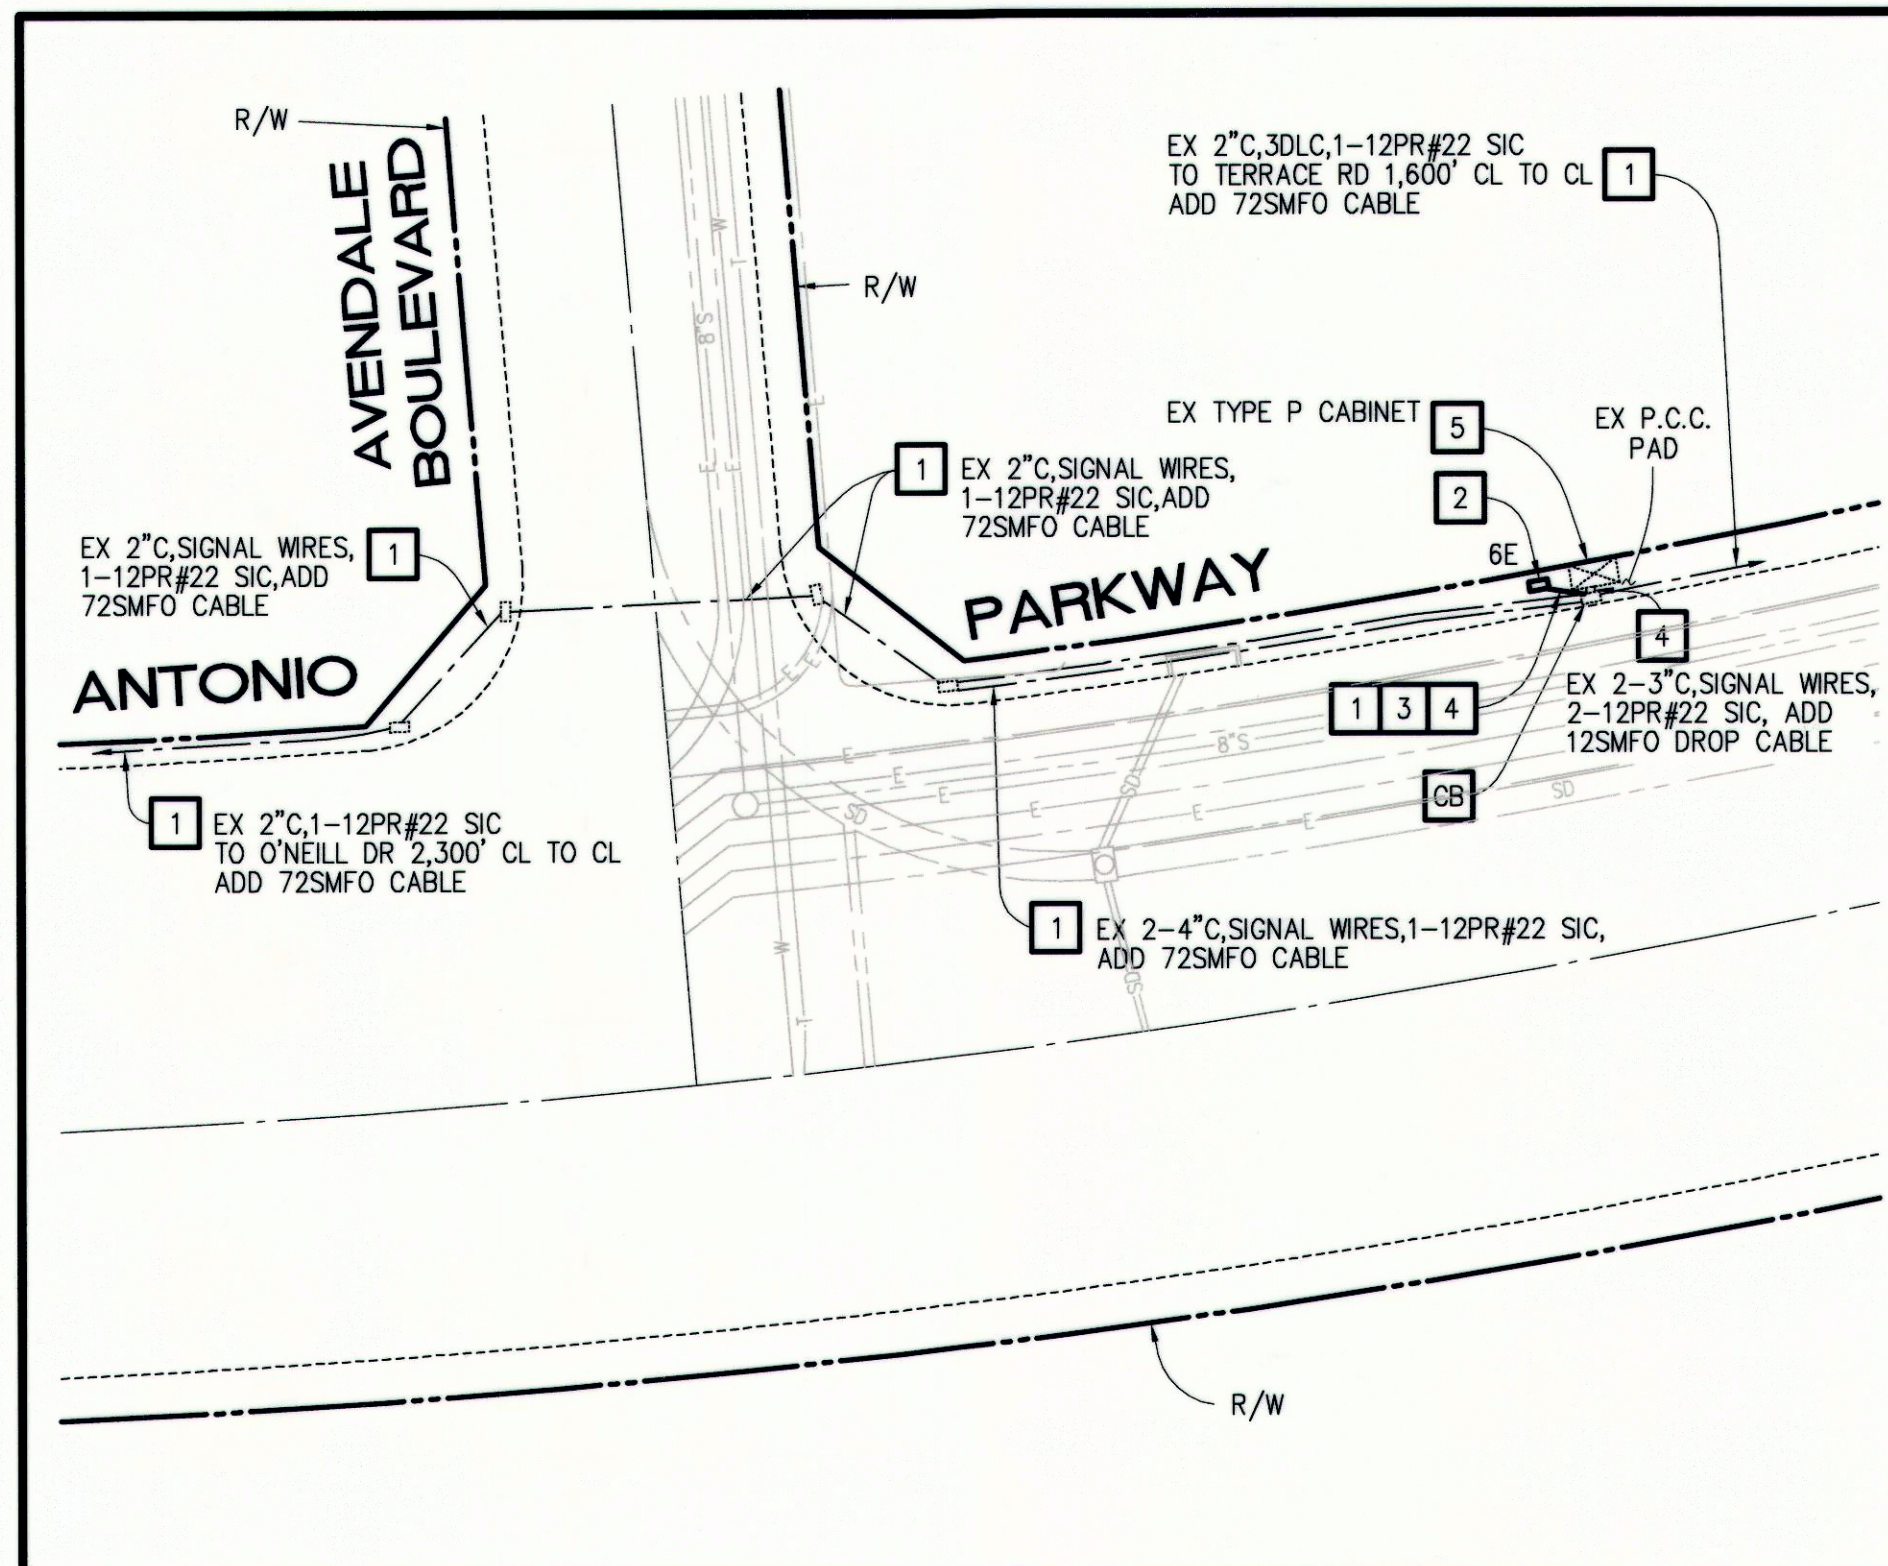 R/W
AVENDALE
BOULEVARD
EX 2"C,3DLC,1-12PR#22 SIC
TO TERRACE RD 1,600' CL TO CL
ADD 72SMFO CABLE
1
R/W
W
T
8"S
E
E E
EX TYPE P CABINET
5
EX P.C.C.
PAD
2
1
EX 2"C,SIGNAL WIRES,
1-12PR#22 SIC,ADD
72SMFO CABLE
EX 2"C,SIGNAL WIRES,
1-12PR#22 SIC,ADD
72SMFO CABLE
1
6E
PARKWAY
ANTONIO
4
E E
1 3 4
EX 2-3"C,SIGNAL WIRES,
2-12PR#22 SIC, ADD
12SMFO DROP CABLE
8"S
E
E
E
E
E
E
SD
SD
SD
CB
1
EX 2"C,1-12PR#22 SIC
TO O'NEILL DR 2,300' CL TO CL
ADD 72SMFO CABLE
1
EX 2-4"C,SIGNAL WIRES,1-12PR#22 SIC,
ADD 72SMFO CABLE
W
SD
T
R/W